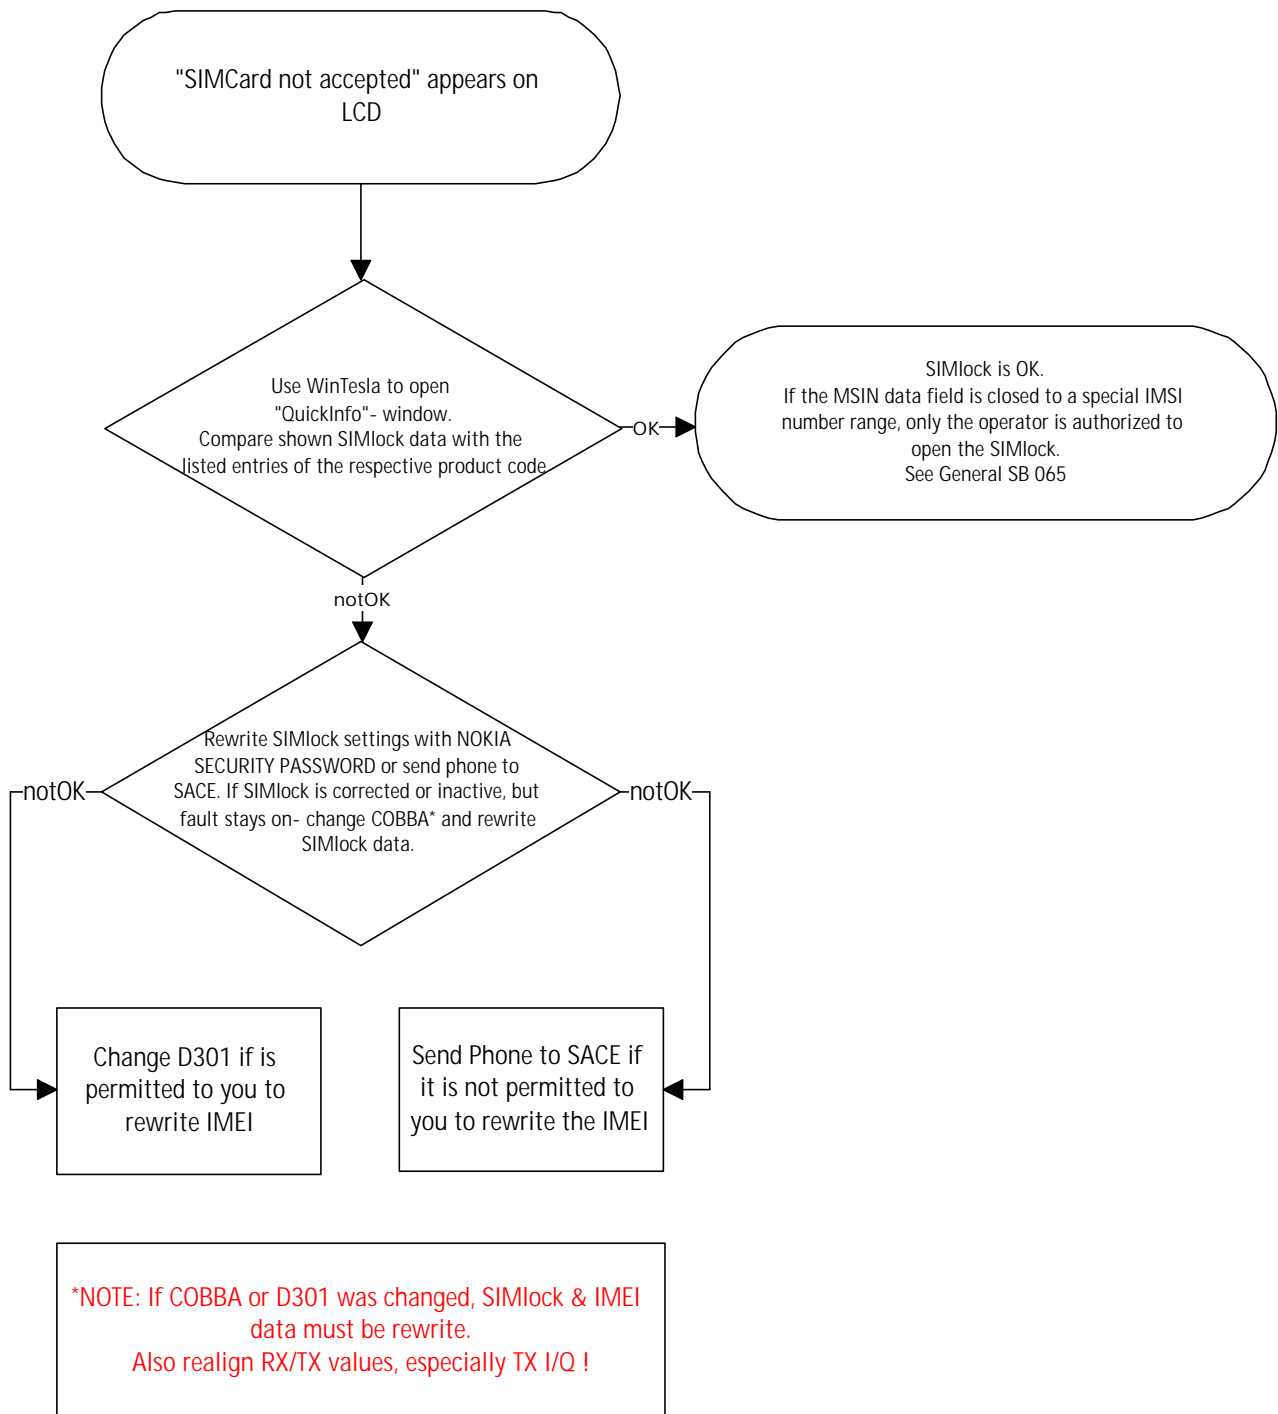 "SIMCard not accepted" appears on
LCD
Use WinTesla to open
"QuickInfo"- window.
Compare shown SIMlock data with the
listed entries of the respective product code
OK
SIMlock is OK.
If the MSIN data field is closed to a special IMSI
number range, only the operator is authorized to
open the SIMlock.
See General SB 065
notOK
Rewrite SIMlock settings with NOKIA
SECURITY PASSWORD or send phone to
SACE. If SIMlock is corrected or inactive, but
fault stays on- change COBBA* and rewrite
SIMlock data.
notOK
notOK
Change D301 if is
permitted to you to
rewrite IMEI
Send Phone to SACE if
it is not permitted to
you to rewrite the IMEI
*NOTE: If COBBA or D301 was changed, SIMlock & IMEI
data must be rewrite.
Also realign RX/TX values, especially TX I/Q !